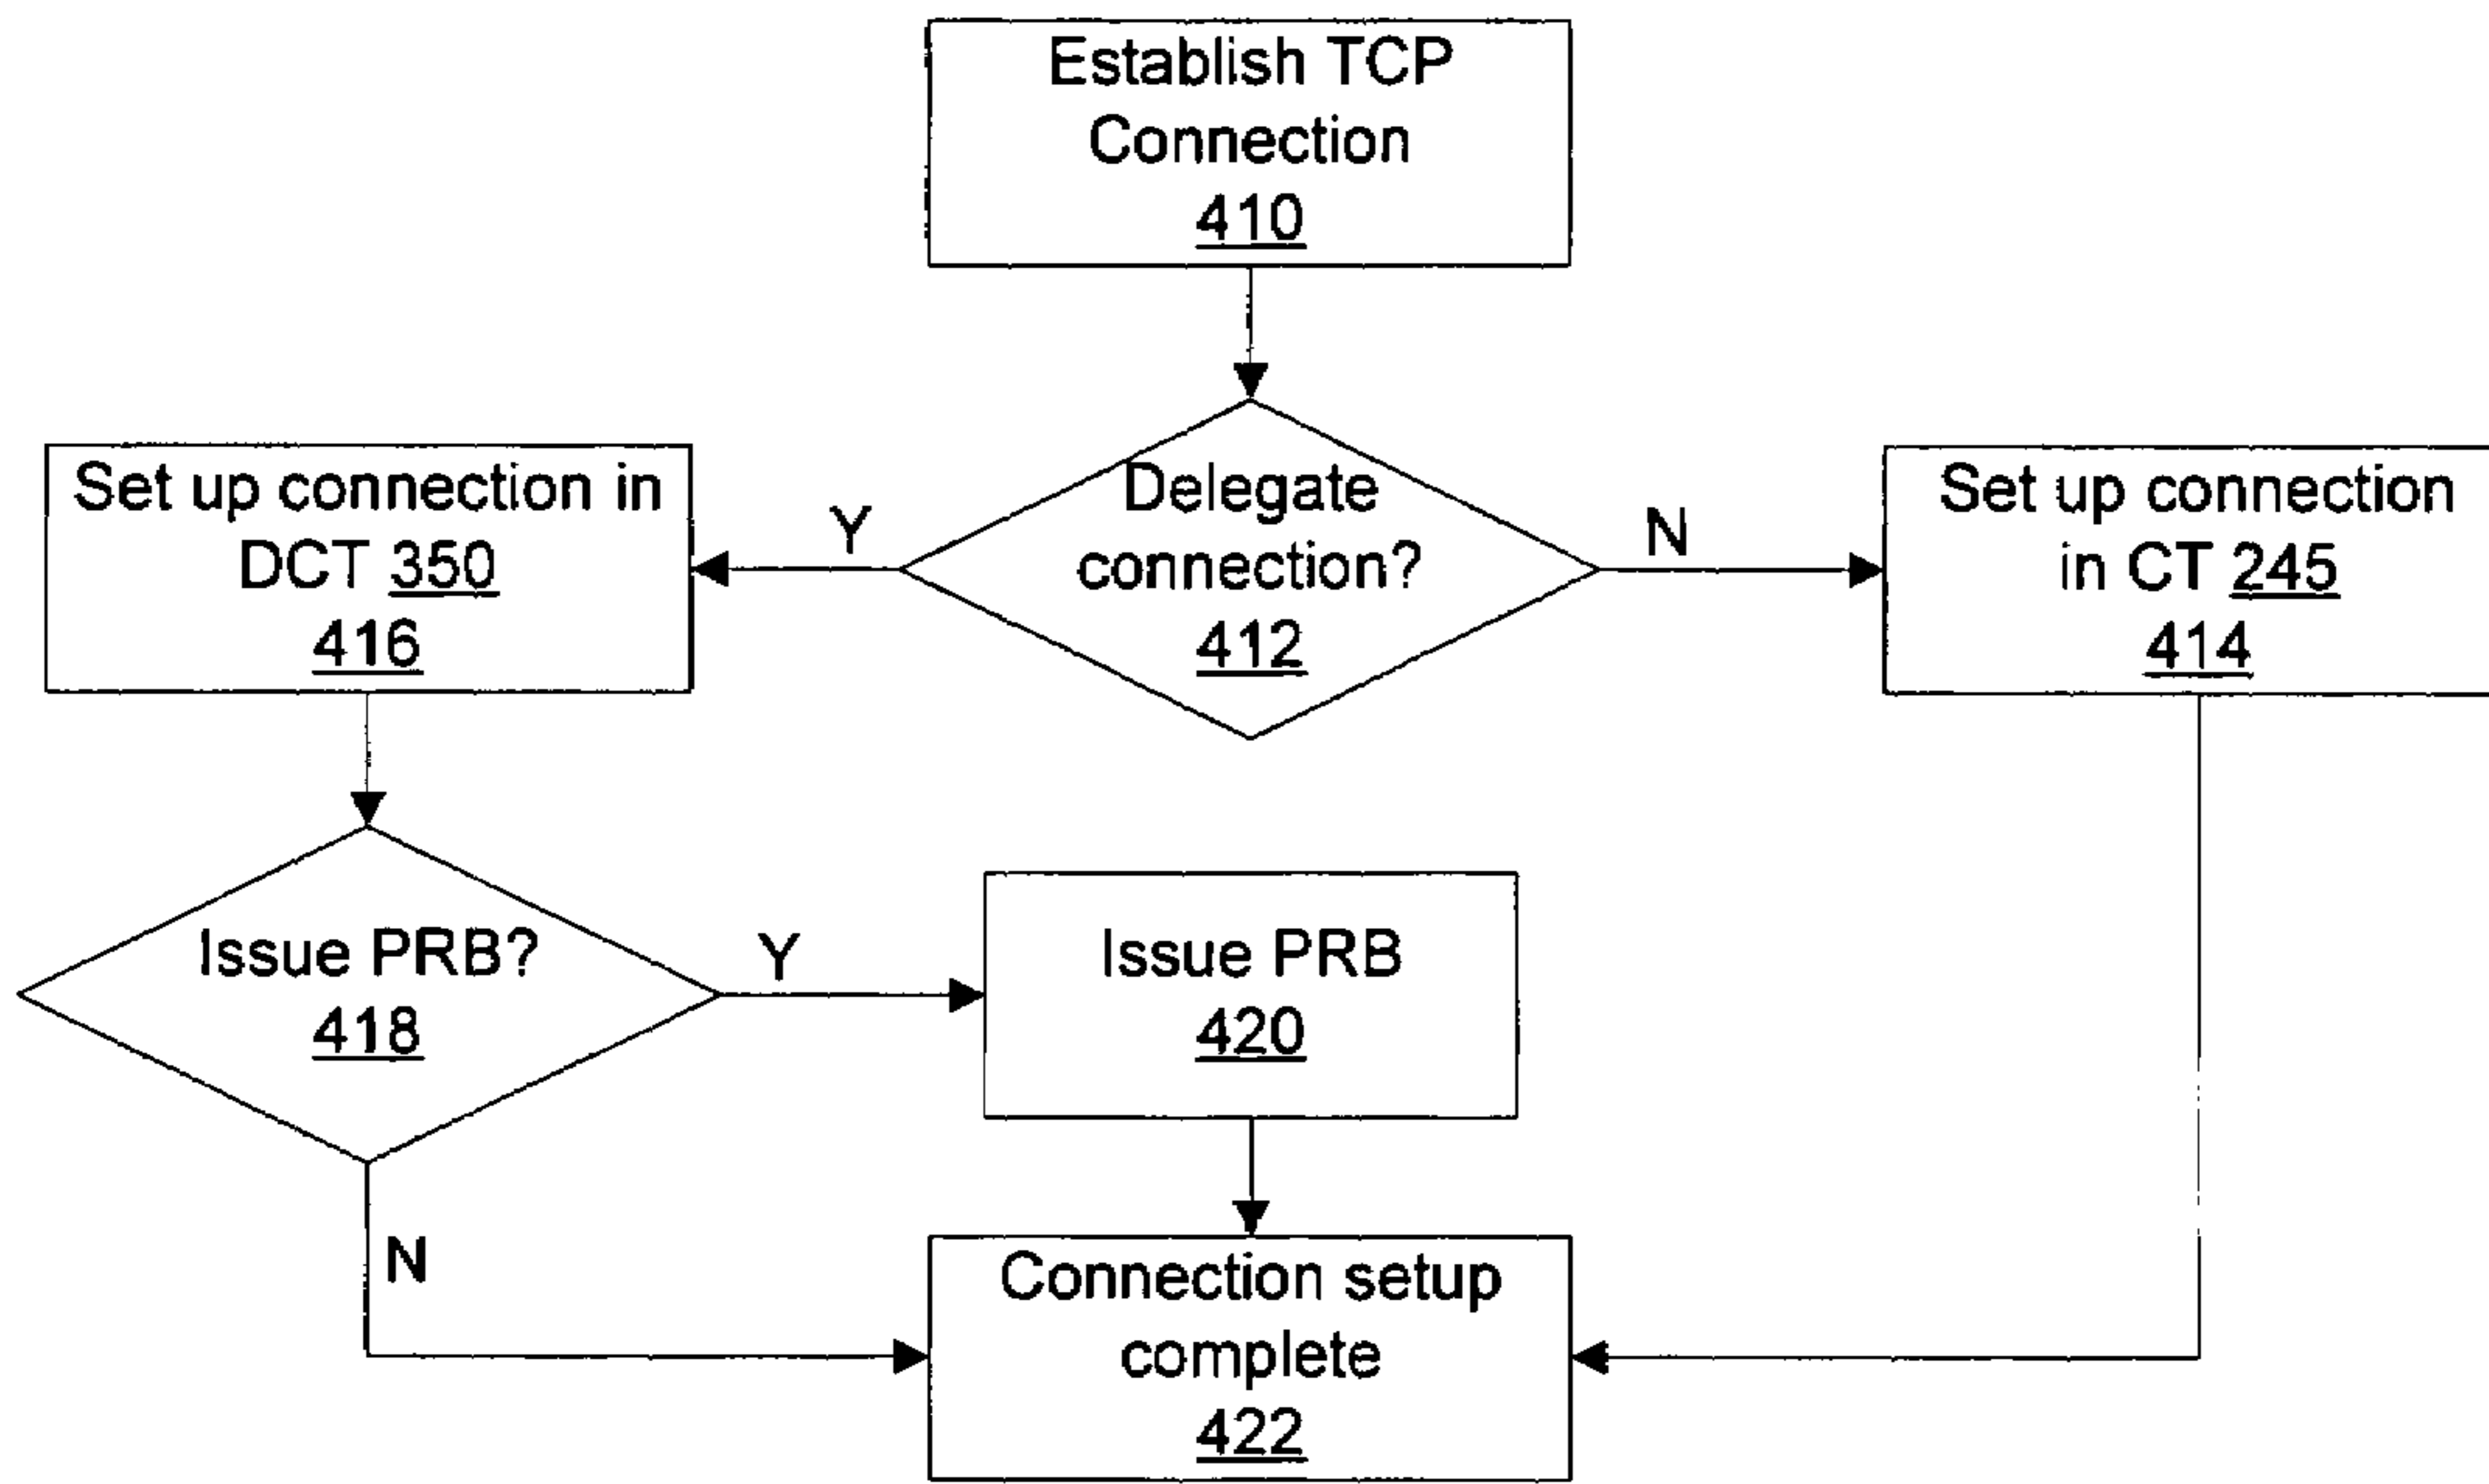 Establish TCP
Connection
410
Delegate
connection?
412
Y
N
Set up connection in
DCT 350
416
Set up connection
in CT 245
414
Issue PRB?
418
Y
N
Issue PRB
420
Connection setup
complete
422